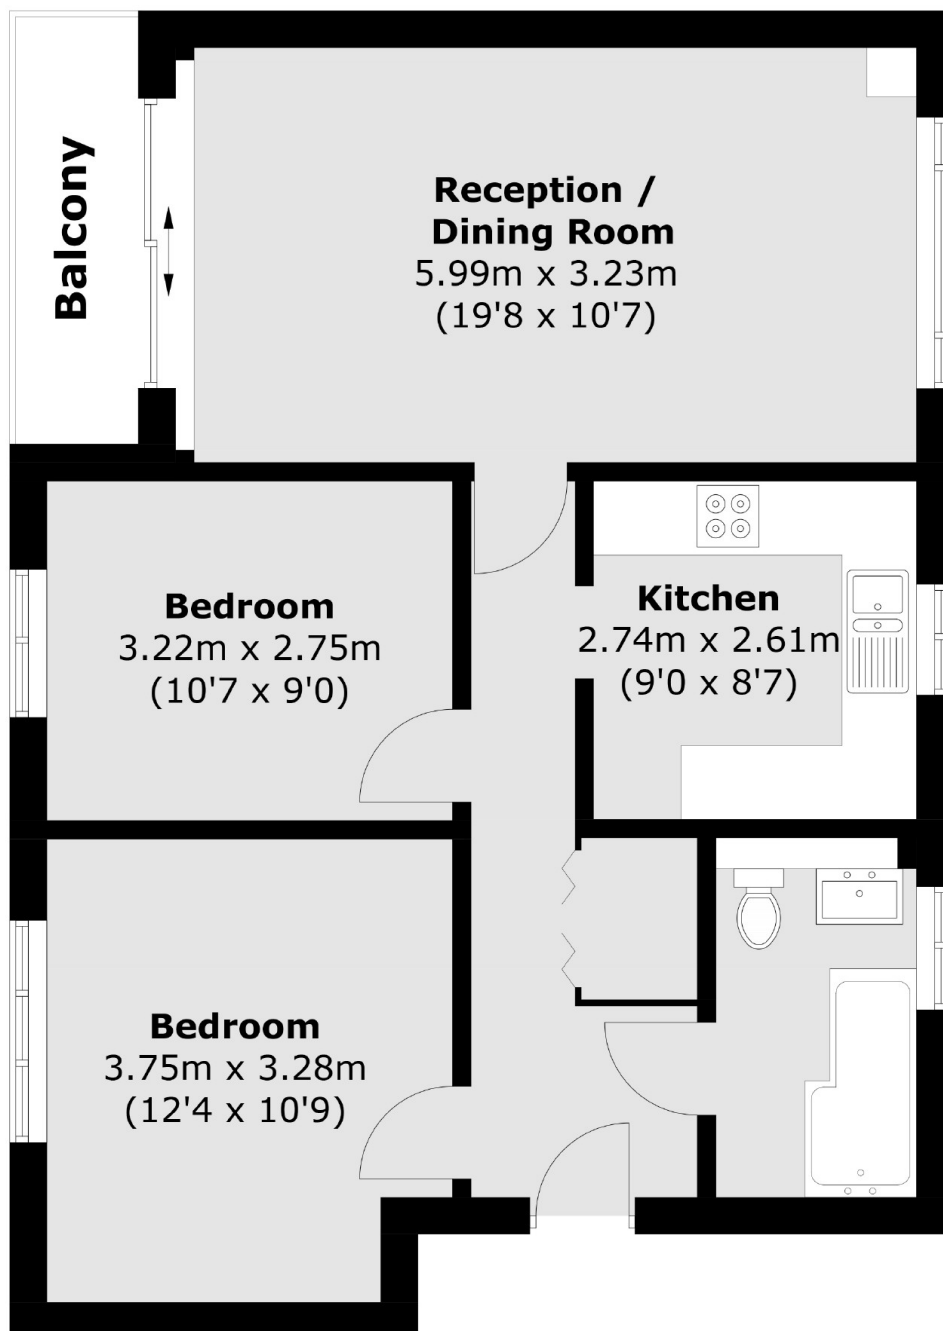 Balcony
Reception /
Dining Room
5.99m x 3.23m
(19'8 x 10'7)
Bedroom
3.22m x 2.75m
(10'7 x 9'0)
Kitchen
2.74m x 2.61m
(9'0 x 8'7)
Bedroom
3.75m x 3.28m
(12'4 x 10'9)